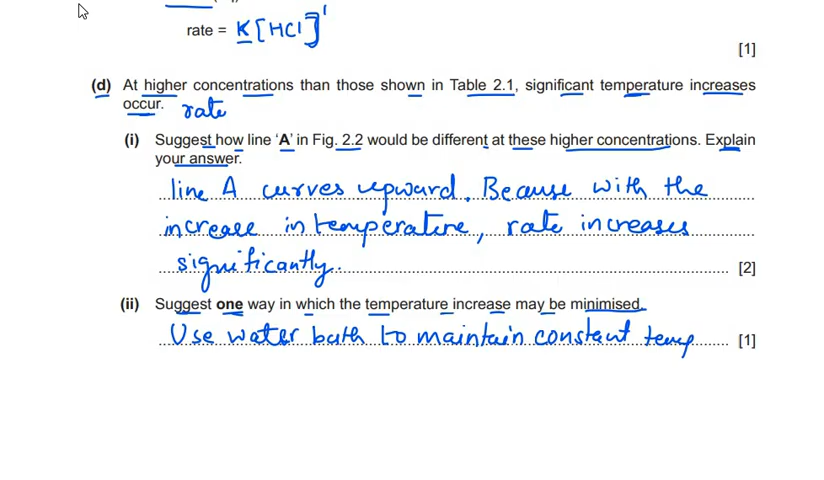 rate = K[HCl]¹
[1]
(d) At higher concentrations than those shown in Table 2.1, significant temperature increases
occur. rate
(i) Suggest how line 'A' in Fig. 2.2 would be different at these higher concentrations. Explain
your answer.
line A curves upward. Because with the
increase in temperature, rate increases
significantly. [2]
(ii) Suggest one way in which the temperature increase may be minimised.
Use water bath to maintain constant temp [1]